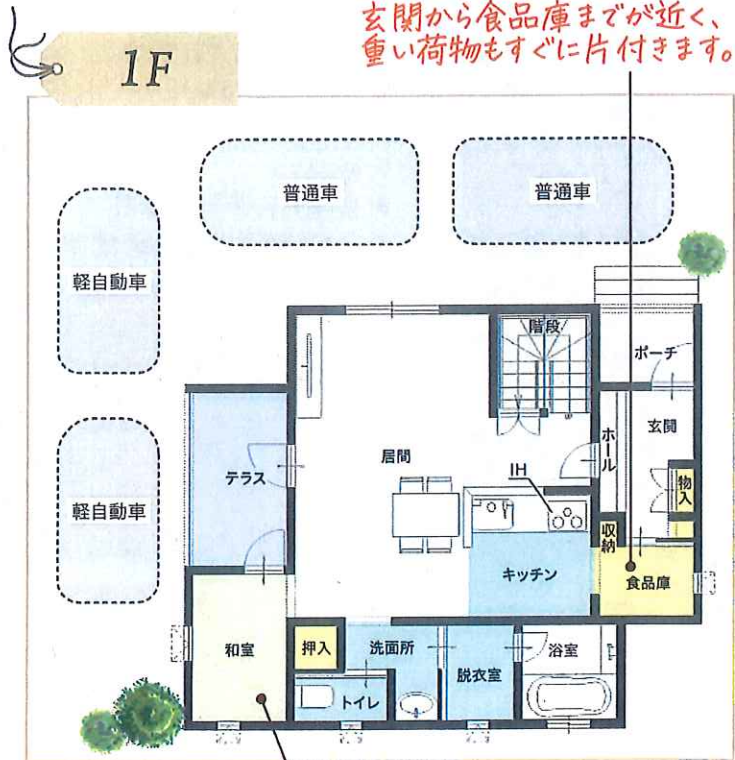 玄関から食品庫までが近く、
重い荷物もすぐに片付きます。
1F
普通車
普通車
軽自動車
階段
ポーチ
玄関
ホール
居間
テラス
IH
物入
収納
軽自動車
キッチン
食品庫
和室
押入
洗面所
脱衣室
浴室
トイレ